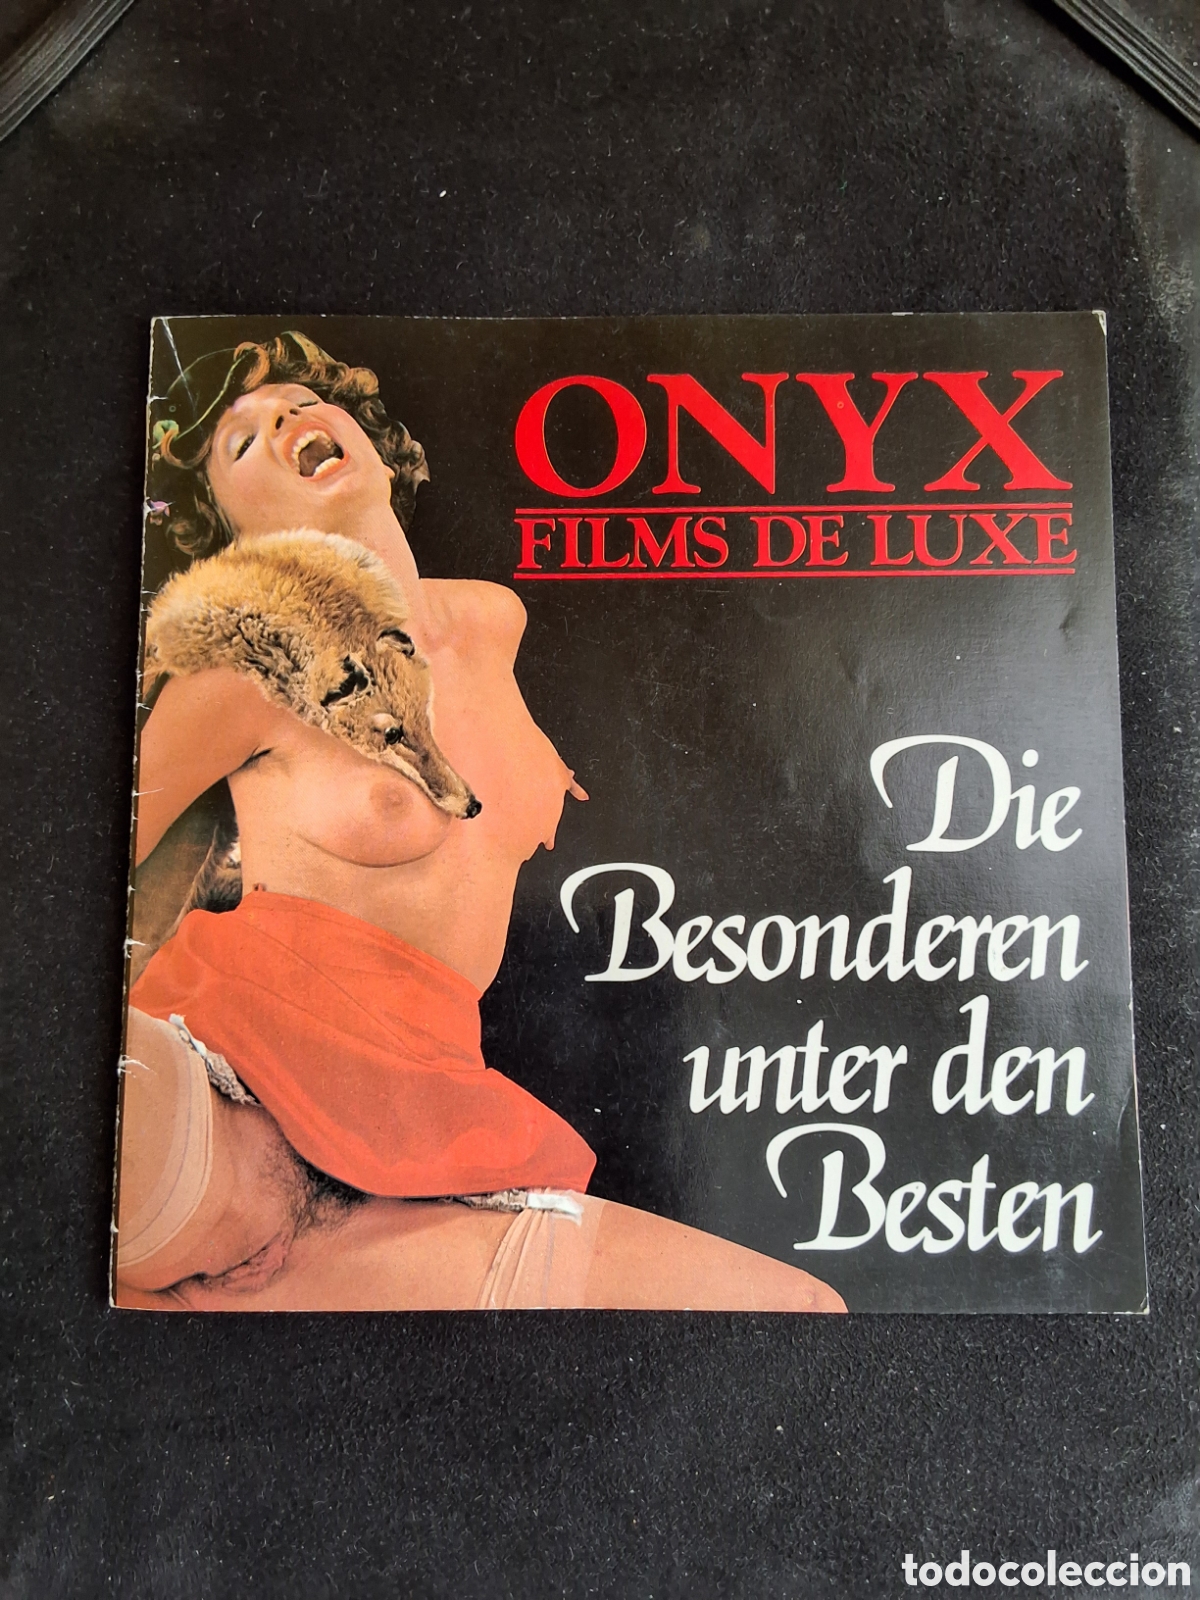 ONYX
FILMS DE LUXE
Die
Besonderen
unter den
Besten
todocoleccion